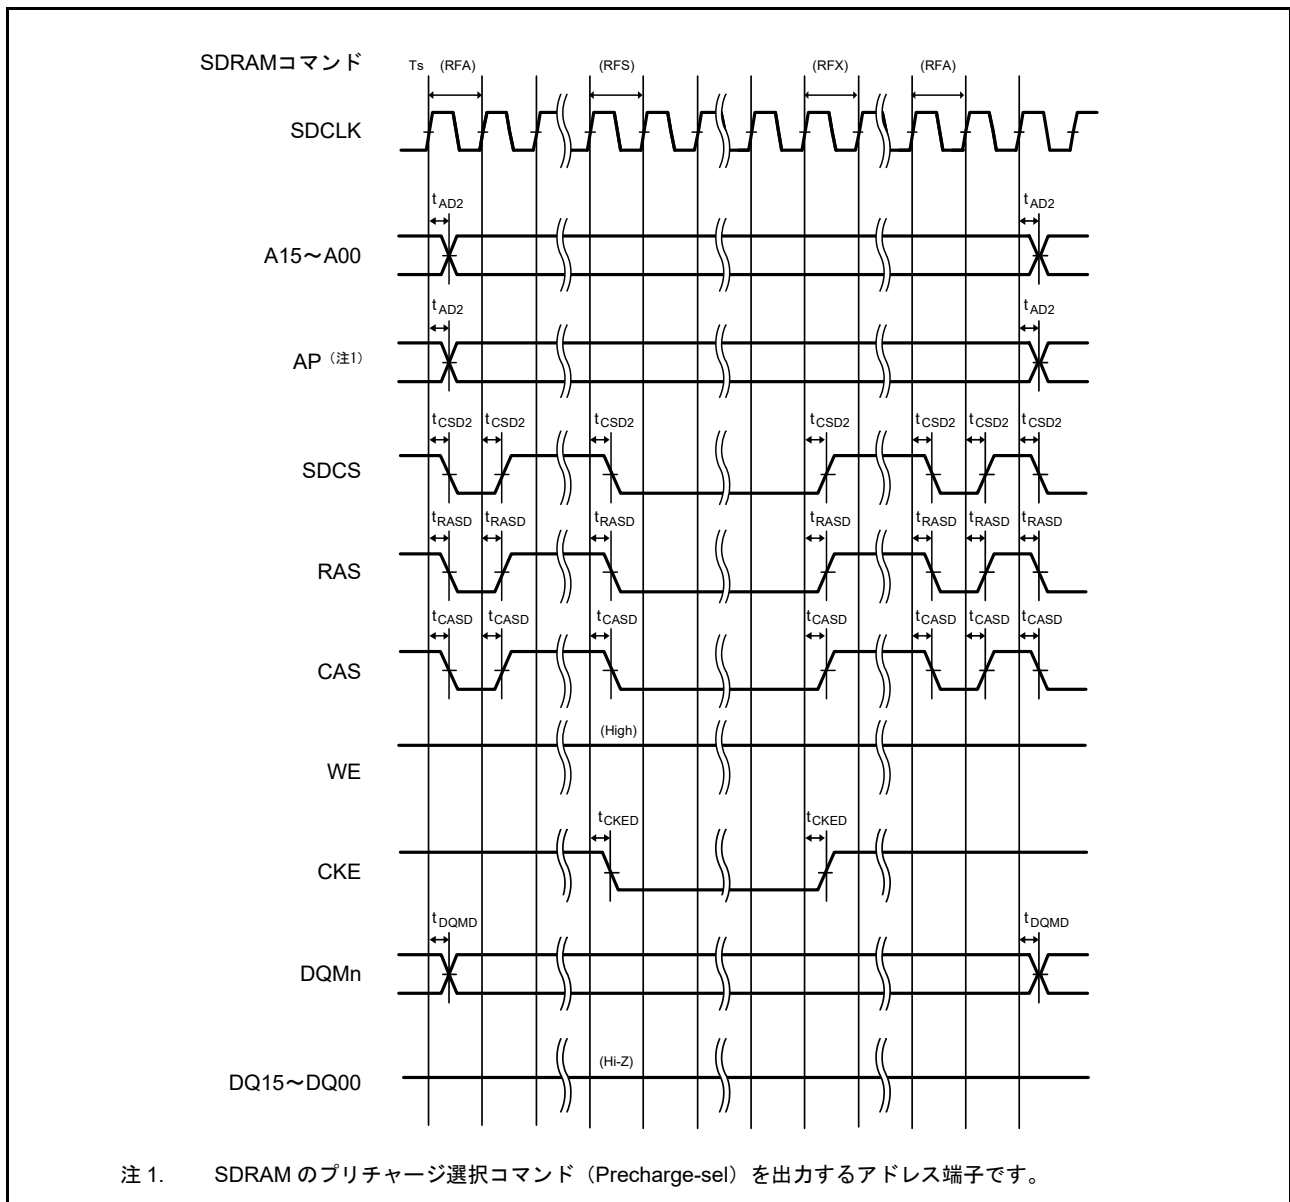 SDRAMコマンド Ts (RFA) (RFS) (RFX) (RFA)
SDCLK
tAD2 tAD2
A15～A00
tAD2 tAD2
AP（注1）
tCSD2 tCSD2 tCSD2 tCSD2 tCSD2 tCSD2 tCSD2
SDCS
tRASD tRASD tRASD tRASD tRASD tRASD tRASD
RAS
tCASD tCASD tCASD tCASD tCASD tCASD tCASD
CAS
(High)
WE
tCKED tCKED
CKE
tDQMD tDQMD
DQMn
(Hi-Z)
DQ15～DQ00
注 1. SDRAM のプリチャージ選択コマンド（Precharge-sel）を出力するアドレス端子です。